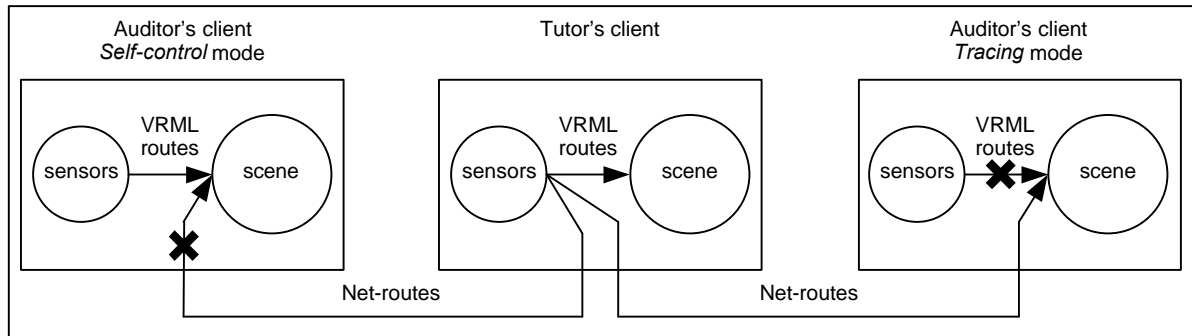 Auditor's client
Self-control mode
Tutor's client
Auditor's client
Tracing mode
VRML
routes
sensors
scene
VRML
routes
sensors
scene
VRML
routes
sensors
scene
Net-routes
Net-routes